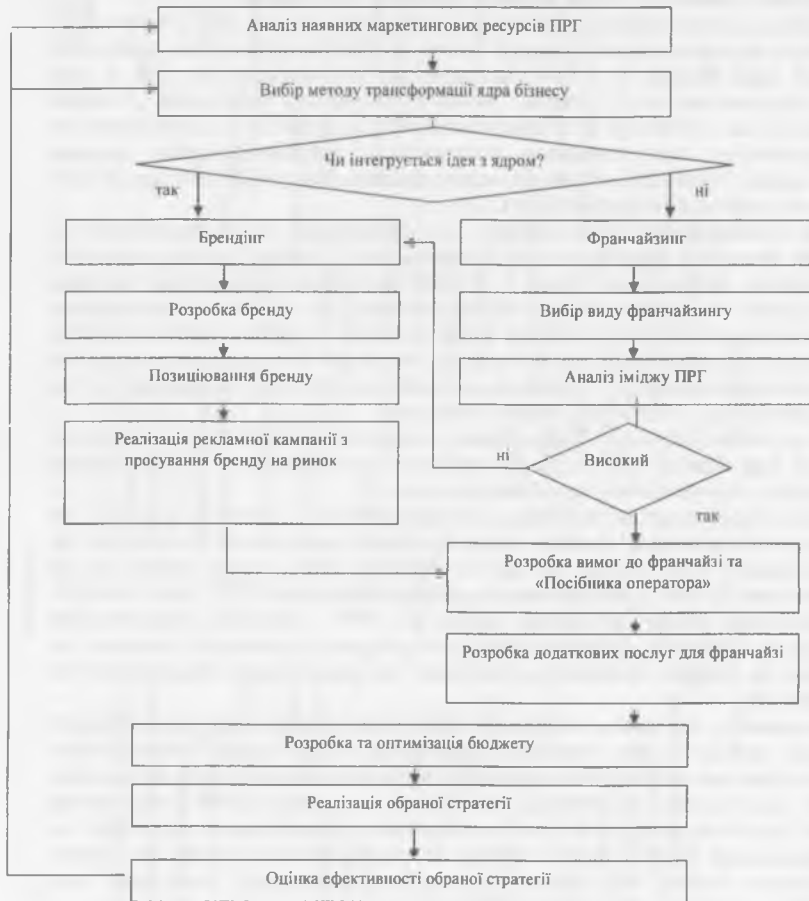 Аналіз наявних маркетингових ресурсів ПРГ
Вибір методу трансформації ядра бізнесу
Чи інтегрується ідея з ядром?
так
ні
Брендінг
Франчайзинг
Розробка бренду
Вибір виду франчайзингу
Позиціювання бренду
Аналіз іміджу ПРГ
Реалізація рекламної кампанії з
просування бренду на ринок
ні
Високий
так
Розробка вимог до франчайзі та
«Посібника оператора»
Розробка додаткових послуг для франчайзі
Розробка та оптимізація бюджету
Реалізація обраної стратегії
Оцінка ефективності обраної стратегії